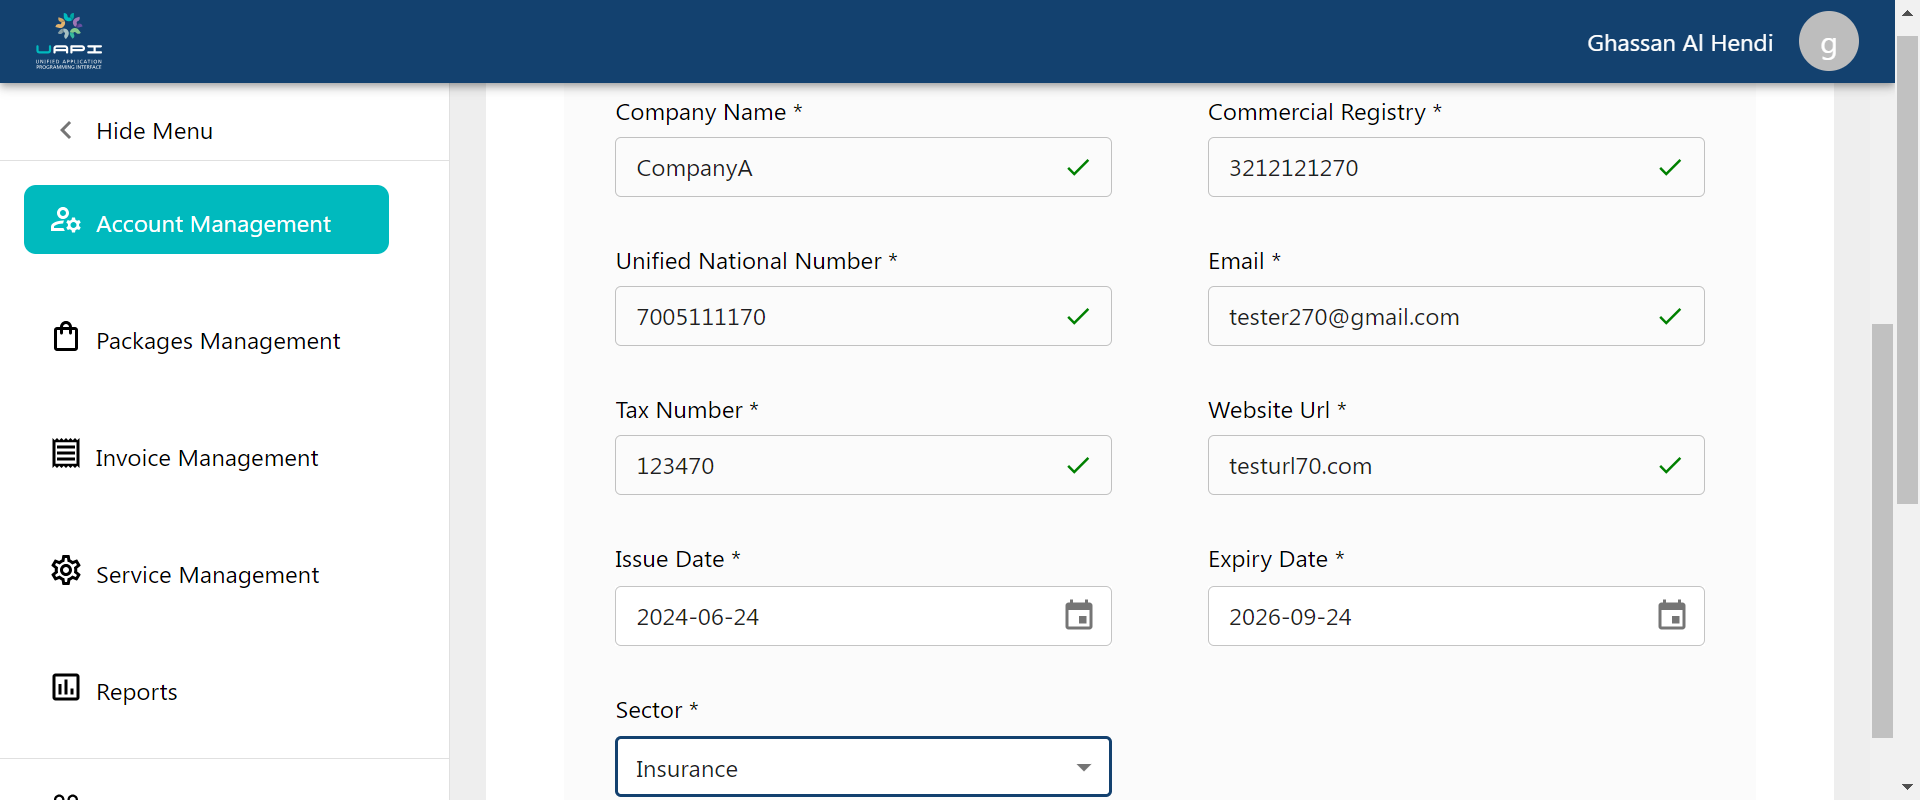 UAPI
UNIFIED APPLICATION
PROGRAMMING INTERFACE
Ghassan Al Hendi
g
Hide Menu
Account Management
Packages Management
Invoice Management
Service Management
Reports
Company Name *
CompanyA
Commercial Registry *
3212121270
Unified National Number *
7005111170
Email *
tester270@gmail.com
Tax Number *
123470
Website Url *
testurl70.com
Issue Date *
2024-06-24
Expiry Date *
2026-09-24
Sector *
Insurance